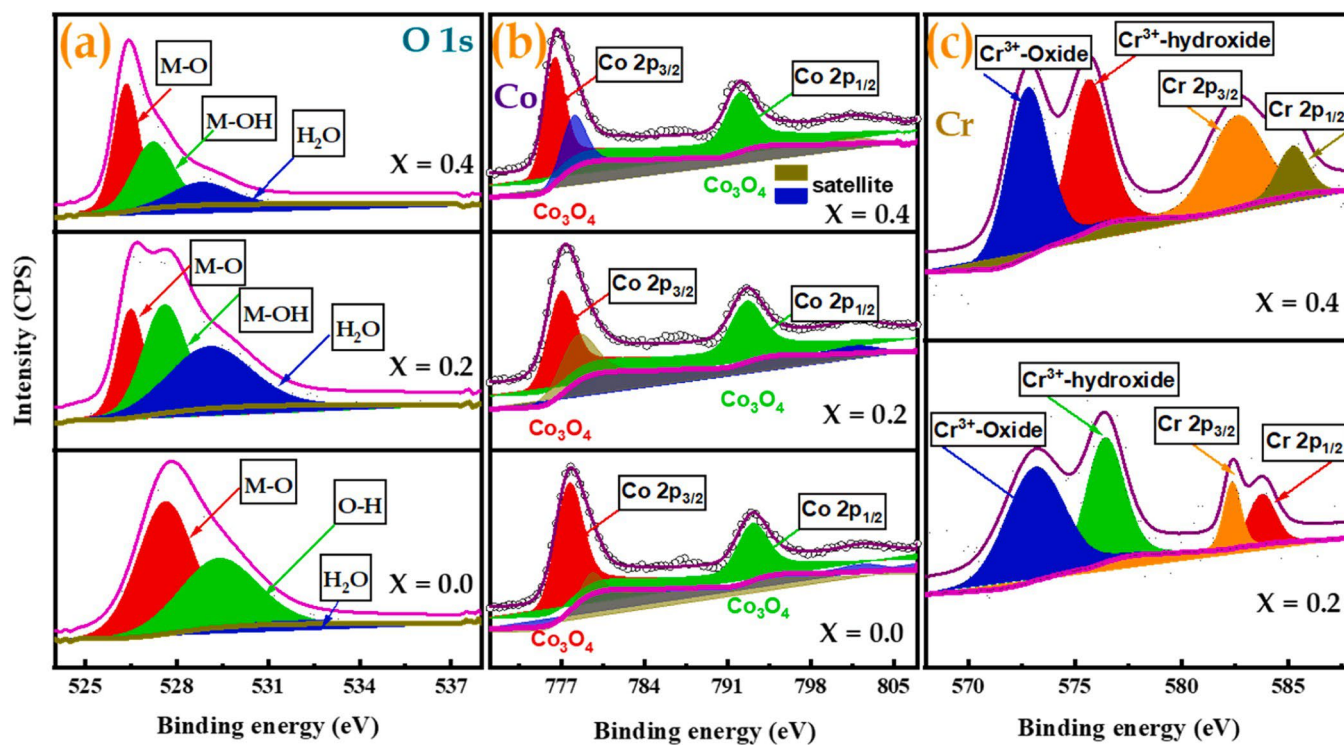 Intensity (CPS)
(a)
O 1s
M-O
M-OH
H₂O
X = 0.4
M-O
M-OH
H₂O
X = 0.2
M-O
O-H
H₂O
X = 0.0
525 528 531 534 537
Binding energy (eV)
(b)
Co
Co 2p₃/₂
Co 2p₁/₂
Co₃O₄
satellite
Co₃O₄
X = 0.4
Co 2p₃/₂
Co 2p₁/₂
Co₃O₄
Co₃O₄
X = 0.2
Co 2p₃/₂
Co 2p₁/₂
Co₃O₄
Co₃O₄
X = 0.0
777 784 791 798 805
Binding energy (eV)
(c)
Cr³⁺-hydroxide
Cr³⁺-Oxide
Cr 2p₃/₂
Cr 2p₁/₂
Cr
X = 0.4
Cr³⁺-hydroxide
Cr³⁺-Oxide
Cr 2p₃/₂
Cr 2p₁/₂
X = 0.2
570 575 580 585
Binding energy (eV)